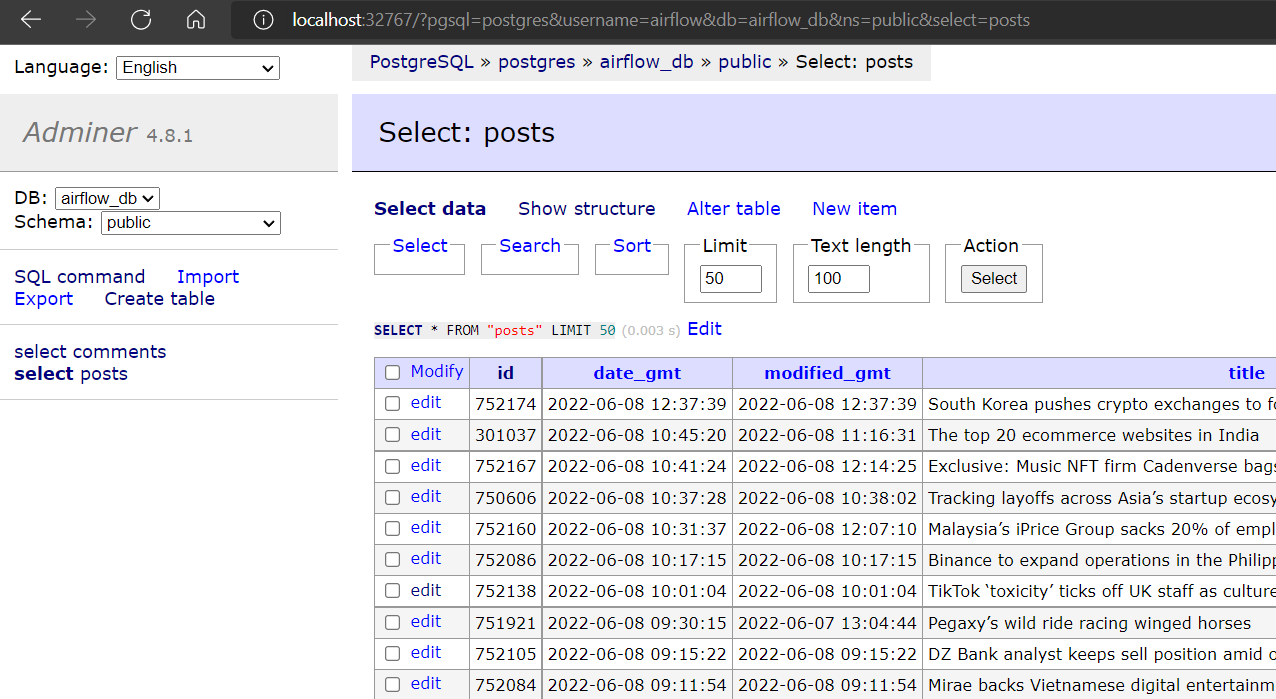 localhost:32767/?pgsql=postgres&username=airflow&db=airflow_db&ns=public&select=posts
Language: English
PostgreSQL » postgres » airflow_db » public » Select: posts
Adminer 4.8.1
Select: posts
DB: airflow_db
Schema: public
SQL command Import
Export Create table
select comments
select posts
Select data Show structure Alter table New item
Select Search Sort Limit Text length Action
50 100 Select
SELECT * FROM "posts" LIMIT 50 (0.003 s) Edit
Modify id date_gmt modified_gmt title
edit 752174 2022-06-08 12:37:39 2022-06-08 12:37:39 South Korea pushes crypto exchanges to
edit 301037 2022-06-08 10:45:20 2022-06-08 11:16:31 The top 20 ecommerce websites in India
edit 752167 2022-06-08 10:41:24 2022-06-08 12:14:25 Exclusive: Music NFT firm Cadenverse bags
edit 750606 2022-06-08 10:37:28 2022-06-08 10:38:02 Tracking layoffs across Asia’s startup
edit 752160 2022-06-08 10:31:37 2022-06-08 12:07:10 Malaysia’s iPrice Group sacks 20% of
edit 752086 2022-06-08 10:17:15 2022-06-08 10:17:15 Binance to expand operations in the
edit 752138 2022-06-08 10:01:04 2022-06-08 10:01:04 TikTok ‘toxicity’ ticks off UK staff as culture
edit 751921 2022-06-08 09:30:15 2022-06-07 13:04:44 Pegaxy’s wild ride racing winged horses
edit 752105 2022-06-08 09:15:22 2022-06-08 09:15:22 DZ Bank analyst keeps sell position amid
edit 752084 2022-06-08 09:11:54 2022-06-08 09:11:54 Mirae backs Vietnamese digital